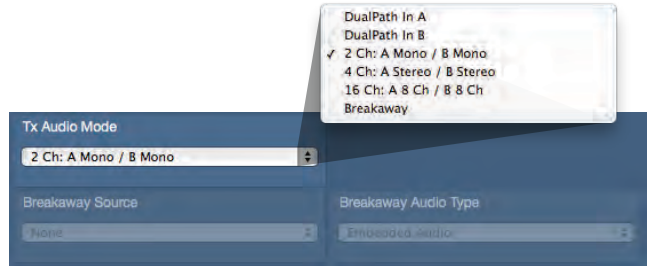 DualPath In A
DualPath In B
✓ 2 Ch: A Mono / B Mono
4 Ch: A Stereo / B Stereo
16 Ch: A 8 Ch / B 8 Ch
Breakaway
Tx Audio Mode
2 Ch: A Mono / B Mono
Breakaway Source
Breakaway Audio Type
None
Embedded Audio